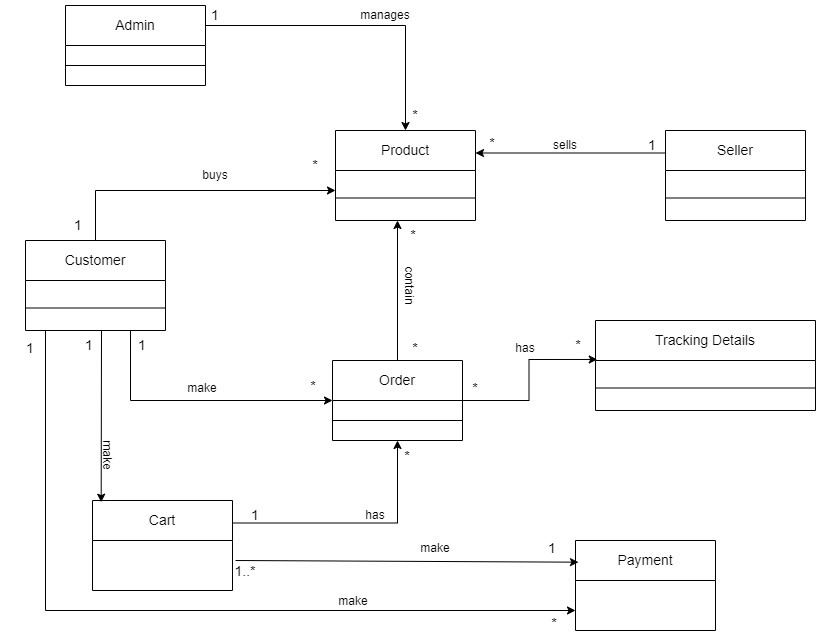 Admin
1
manages
*
Product
*
sells
1
Seller
*
buys
1
Customer
*
contain
*
1
1
1
make
*
Order
*
has
*
Tracking Details
make
*
Cart
1
has
make
1
1..*
Payment
make
*